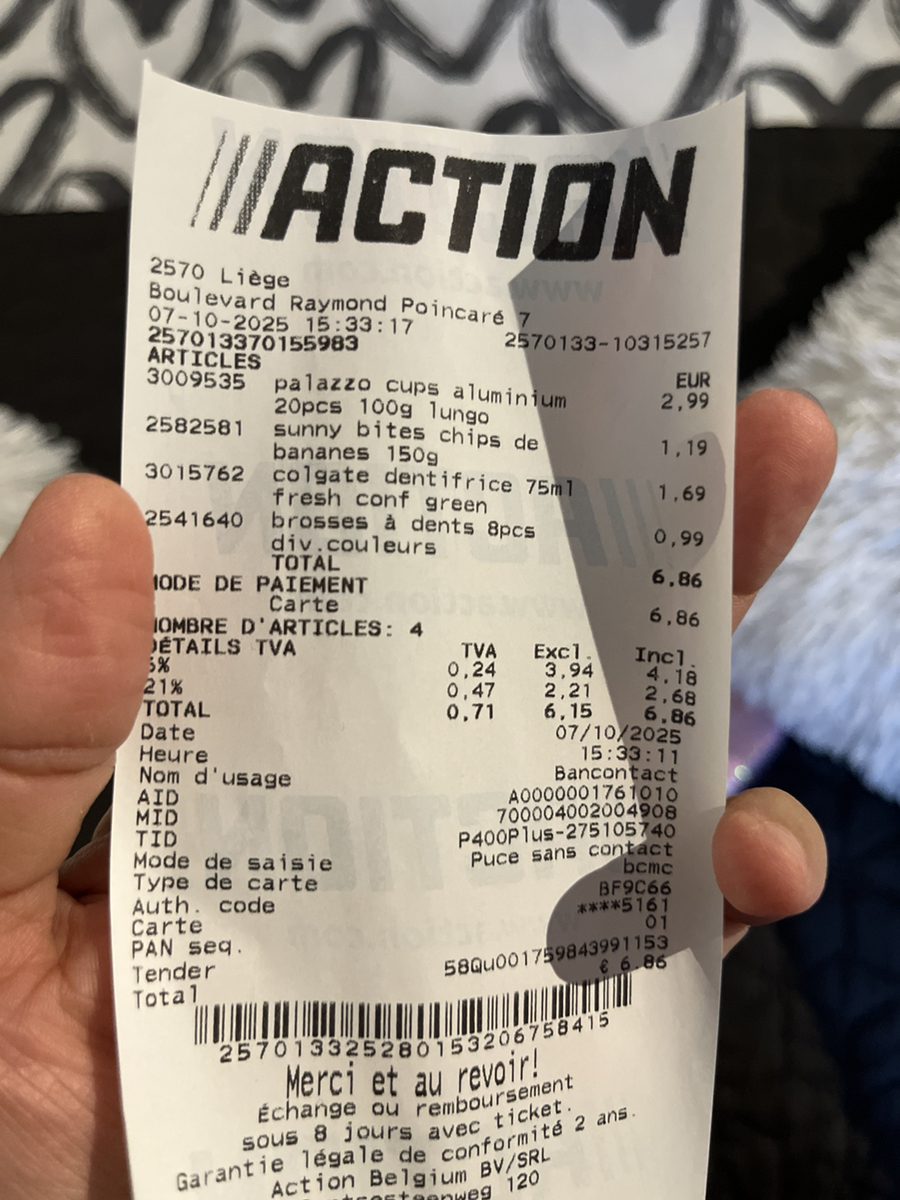 ACTION
2570 Liège
Boulevard Raymond Poincaré 7
07-10-2025 15:33:17
257013370155983 2570133-10315257
ARTICLES EUR
3009535 palazzo cups aluminium 2,99
20pcs 100g lungo
2582581 sunny bites chips de 1,19
bananes 150g
3015762 colgate dentifrice 75ml 1,69
fresh conf green
2541640 brosses à dents 8pcs 0,99
div.couleurs
TOTAL 6,86
MODE DE PAIEMENT
Carte 6,86
NOMBRE D'ARTICLES: 4
DÉTAILS TVA TVA Excl. Incl.
6% 0,24 3,94 4,18
21% 0,47 2,21 2,68
TOTAL 0,71 6,15 6,86
Date 07/10/2025
Heure 15:33:11
Nom d'usage Bancontact
AID A0000001761010
MID 700004002004908
TID P400Plus-275105740
Mode de saisie Puce sans contact
Type de carte bcmc
Auth. code BF9C66
Carte ****5161
PAN seq. 01
Tender 58Qu001759843991153
Total € 6.86
257013325280153206758415
Merci et au revoir!
Échange ou remboursement
sous 8 jours avec ticket.
Garantie légale de conformité 2 ans.
Action Belgium BV/SRL
120